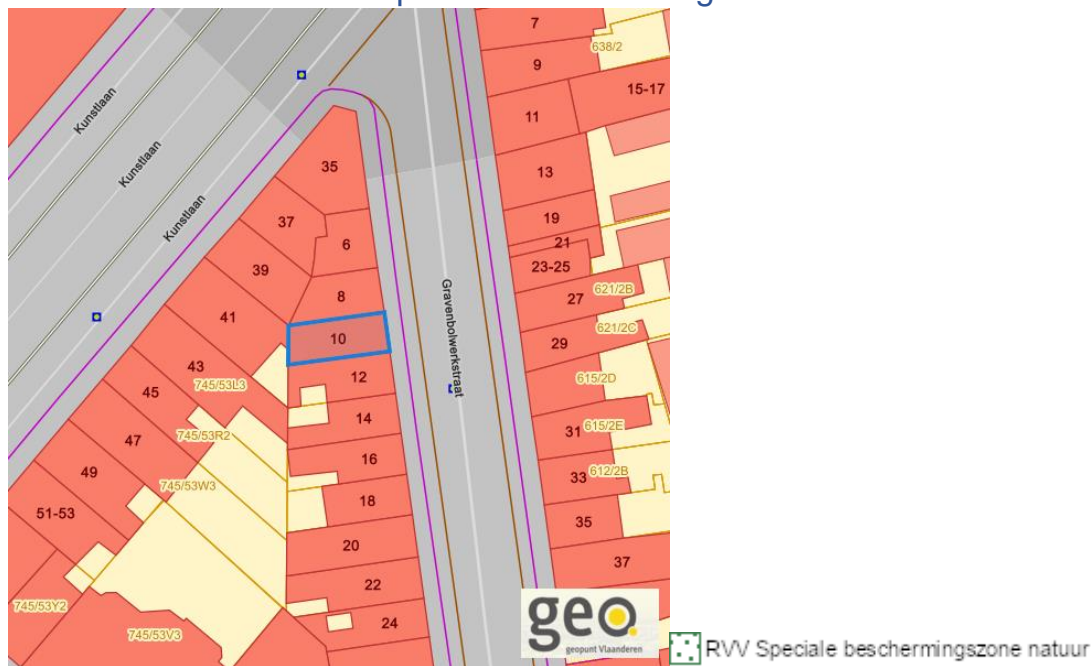 7
638/2
9
15-17
11
Kunstlaan
Kunstlaan
Kunstlaan
13
35
37
19
21
6
23-25
39
8
27
621/2B
41
10
Gravenbolwerkstraat
29
621/2C
43
745/53L3
12
615/2D
45
14
31
615/2E
47
745/53R2
16
33
612/2B
49
745/53W3
18
35
51-53
20
37
22
745/53Y2
24
745/53V3
geo.
geopunt Vlaanderen
RVV Speciale beschermingszone natuur